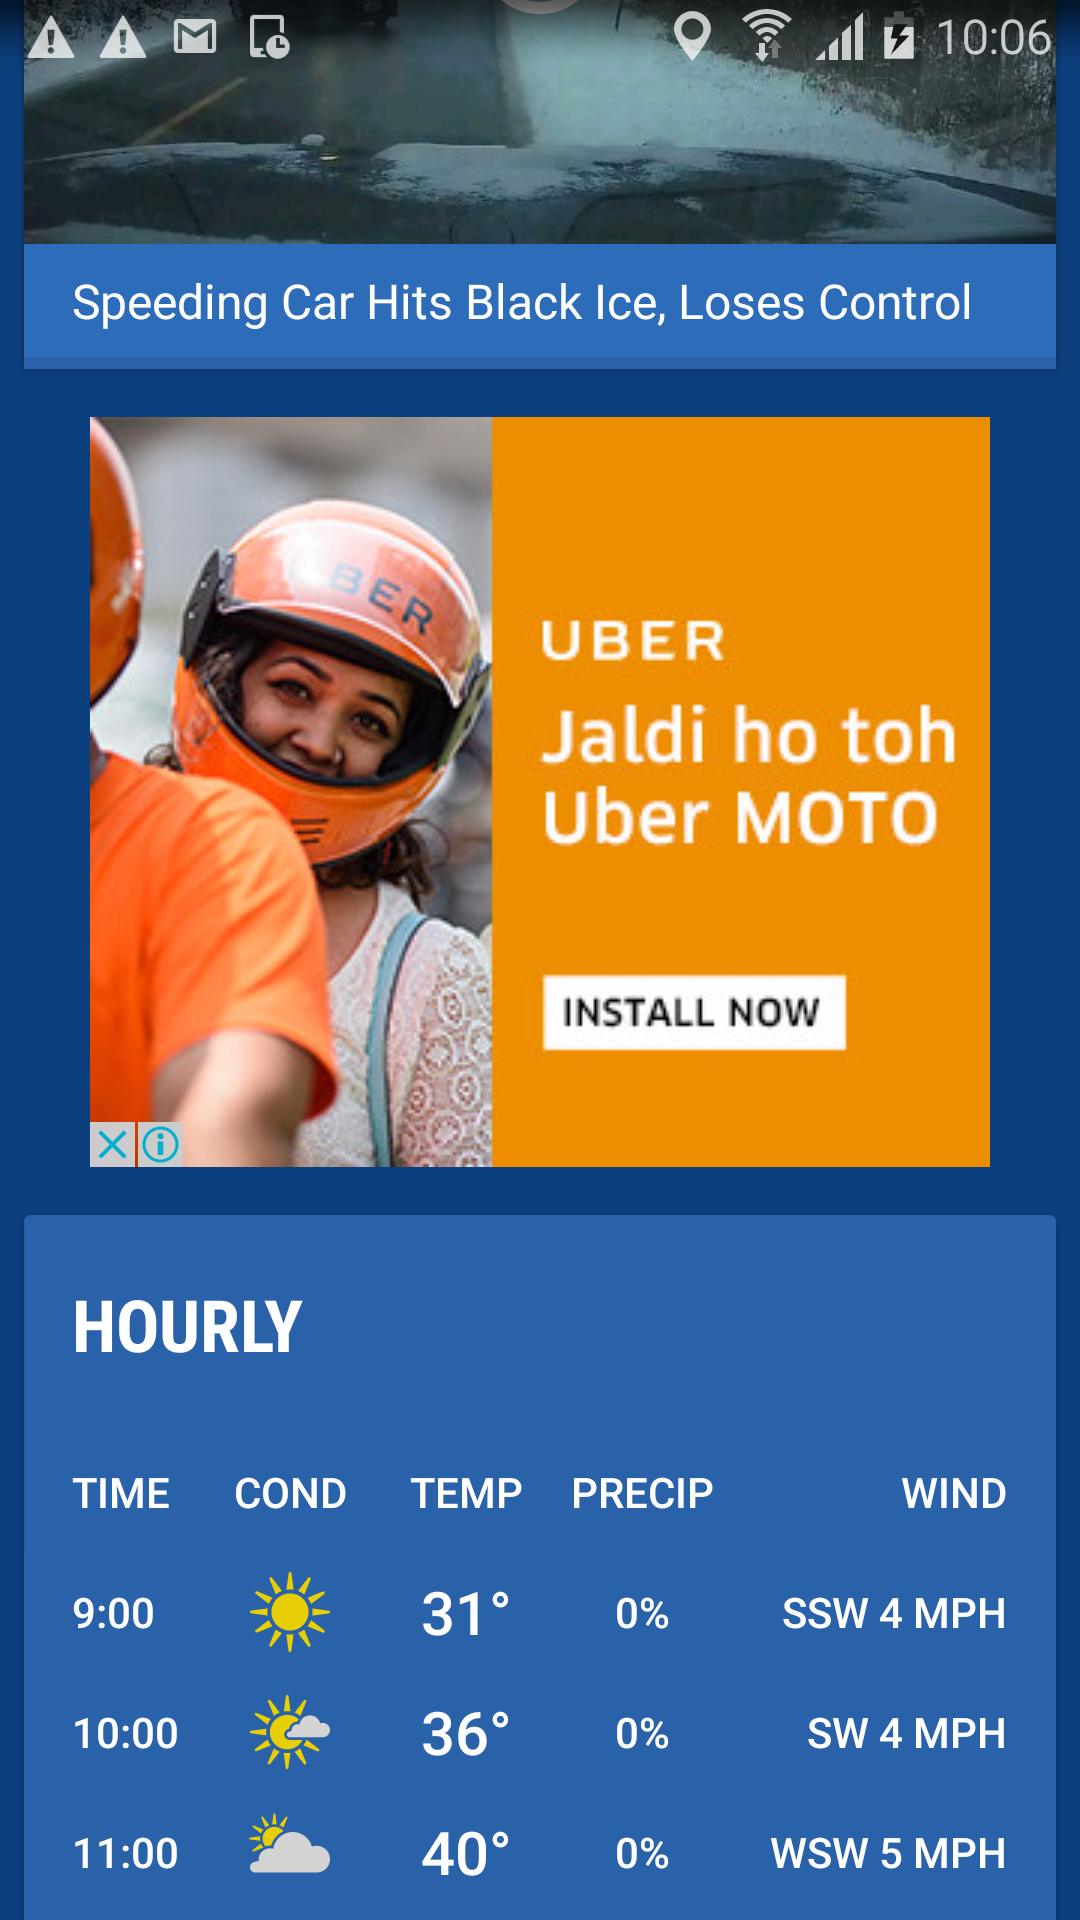 10:06
Speeding Car Hits Black Ice, Loses Control
BER
UBER
Jaldi ho toh
Uber MOTO
INSTALL NOW
HOURLY
TIME COND TEMP PRECIP WIND
9:00 31° 0% SSW 4 MPH
10:00 36° 0% SW 4 MPH
11:00 40° 0% WSW 5 MPH